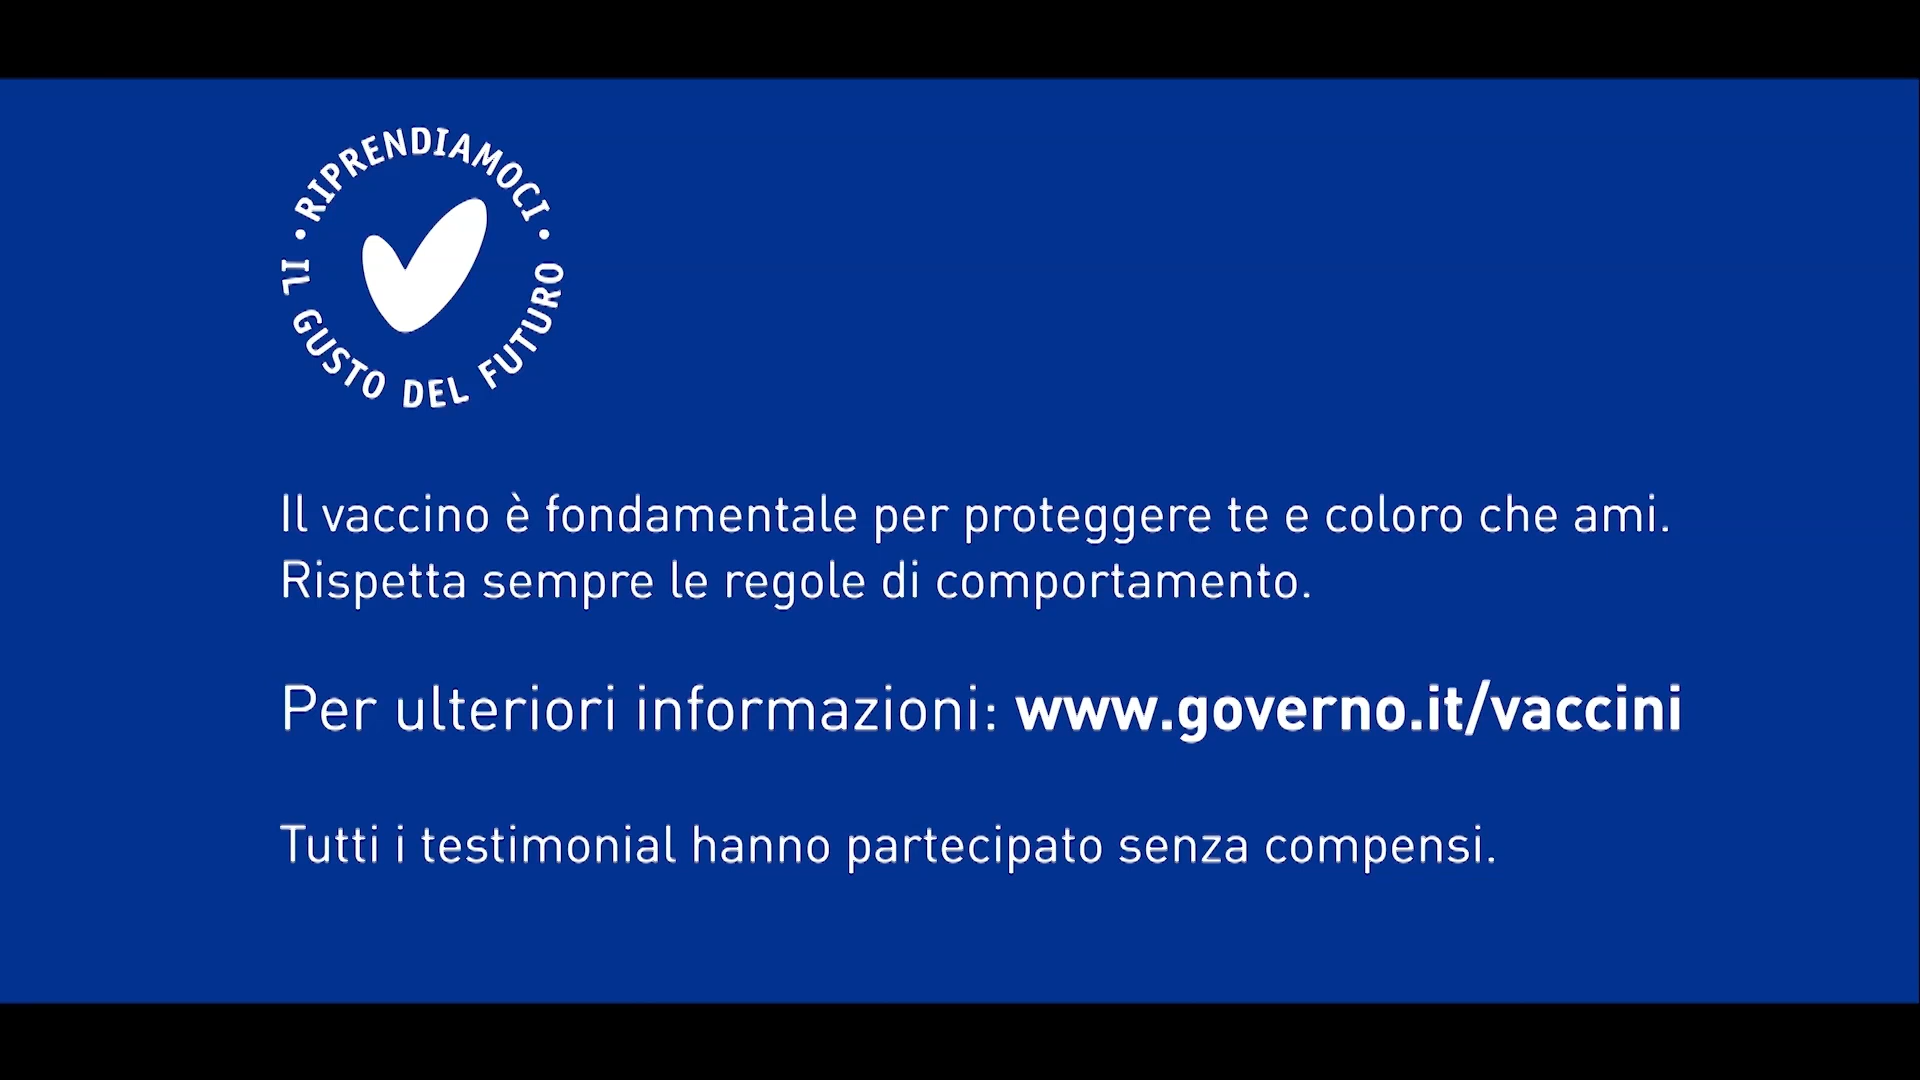 • RIPRENDIAMOCI •
IL GUSTO DEL FUTURO
Il vaccino è fondamentale per proteggere te e coloro che ami.
Rispetta sempre le regole di comportamento.
Per ulteriori informazioni: www.governo.it/vaccini
Tutti i testimonial hanno partecipato senza compensi.